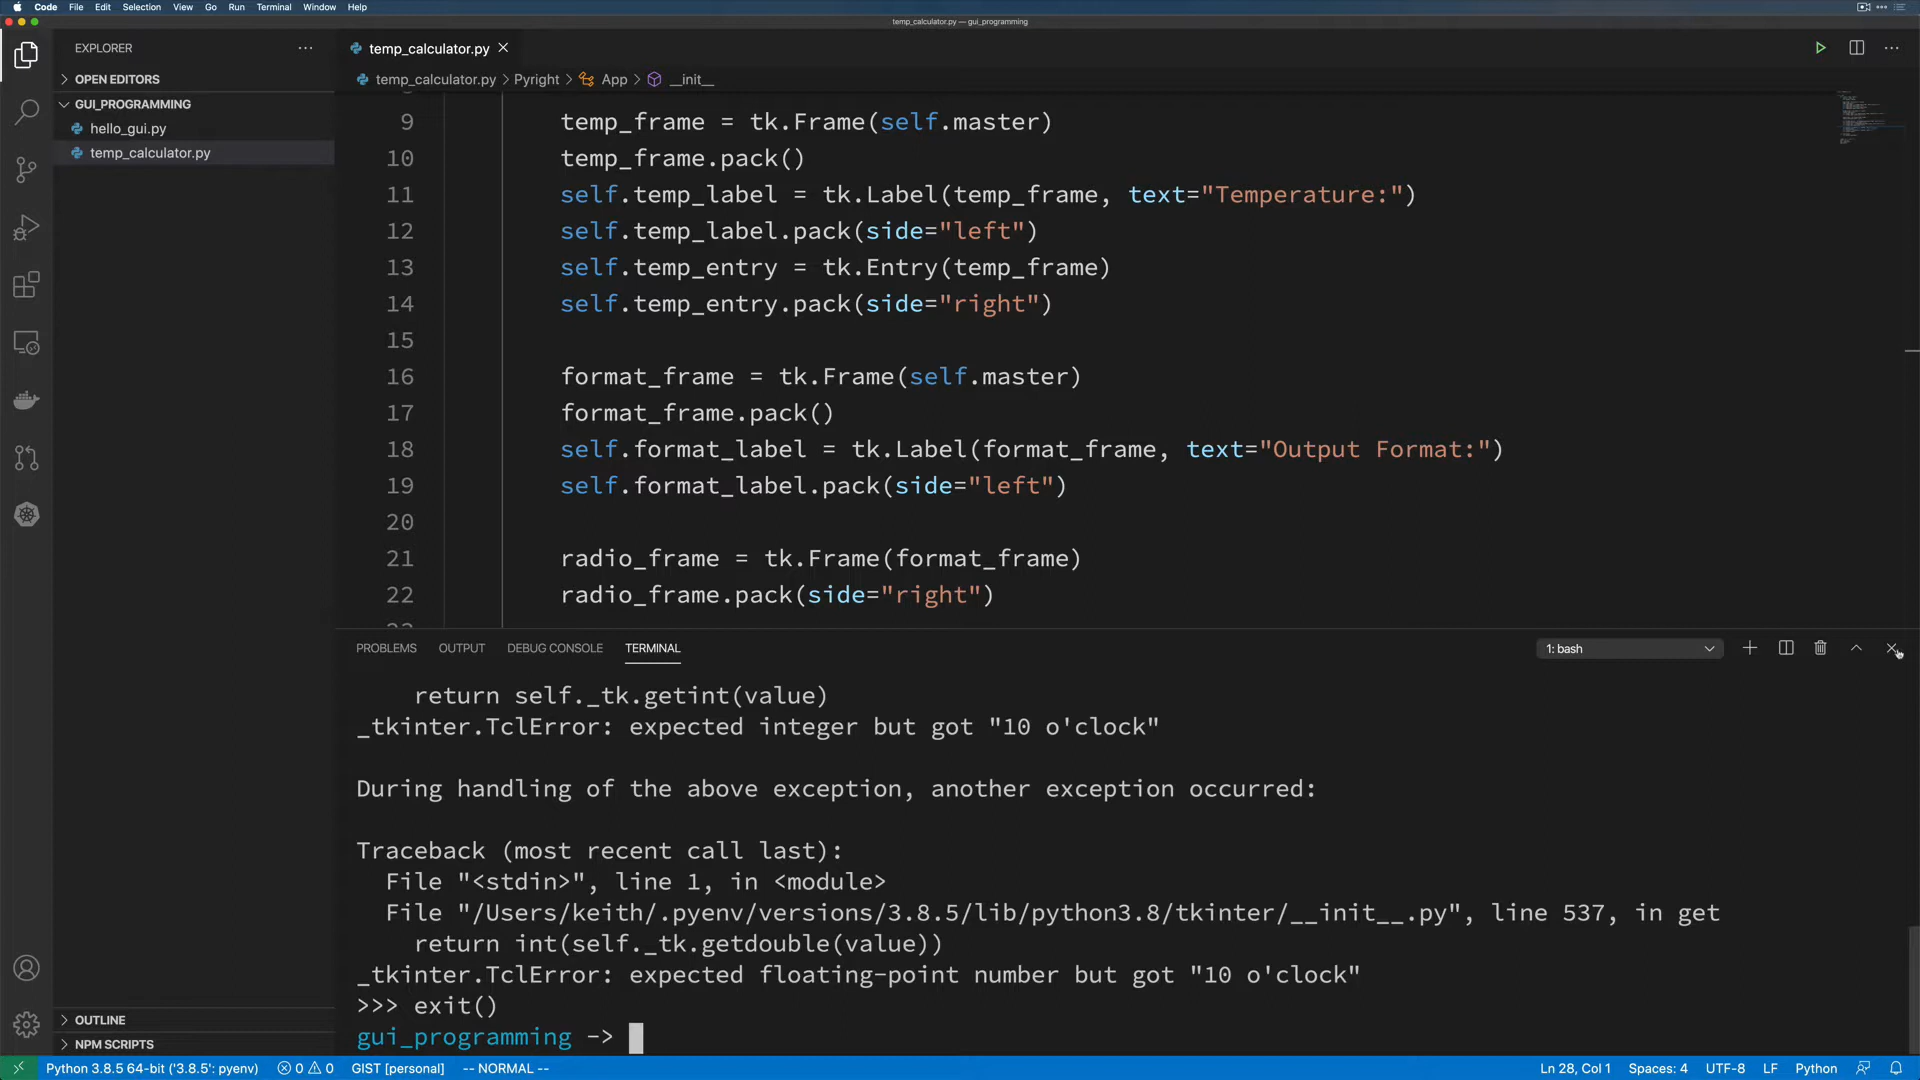 Code File Edit Selection View Go Run Terminal Window Help
temp_calculator.py — gui_programming
EXPLORER
OPEN EDITORS
GUI_PROGRAMMING
hello_gui.py
temp_calculator.py
OUTLINE
NPM SCRIPTS
temp_calculator.py
temp_calculator.py > Pyright > App > __init__
9 temp_frame = tk.Frame(self.master)
10 temp_frame.pack()
11 self.temp_label = tk.Label(temp_frame, text="Temperature:")
12 self.temp_label.pack(side="left")
13 self.temp_entry = tk.Entry(temp_frame)
14 self.temp_entry.pack(side="right")
15
16 format_frame = tk.Frame(self.master)
17 format_frame.pack()
18 self.format_label = tk.Label(format_frame, text="Output Format:")
19 self.format_label.pack(side="left")
20
21 radio_frame = tk.Frame(format_frame)
22 radio_frame.pack(side="right")
PROBLEMS OUTPUT DEBUG CONSOLE TERMINAL 1: bash
return self._tk.getint(value)
_tkinter.TclError: expected integer but got "10 o'clock"
During handling of the above exception, another exception occurred:
Traceback (most recent call last):
File "<stdin>", line 1, in <module>
File "/Users/keith/.pyenv/versions/3.8.5/lib/python3.8/tkinter/__init__.py", line 537, in get
return int(self._tk.getdouble(value))
_tkinter.TclError: expected floating-point number but got "10 o'clock"
>>> exit()
gui_programming ->
Python 3.8.5 64-bit ('3.8.5': pyenv) 0 0 GIST [personal] -- NORMAL -- Ln 28, Col 1 Spaces: 4 UTF-8 LF Python